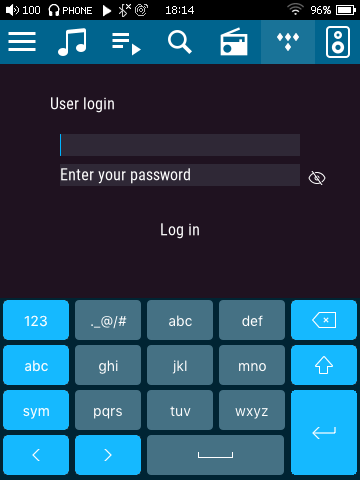 100 PHONE 18:14 96%
User login
Enter your password
Log in
123 ._@/# abc def
abc ghi jkl mno
sym pqrs tuv wxyz